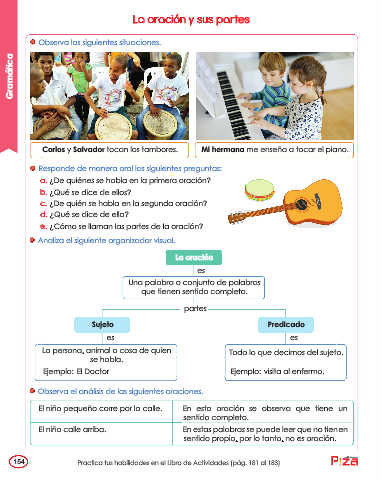 La oración y sus partes
Gramática
Observa las siguientes situaciones.
Carlos y Salvador tocan los tambores.
Mi hermana me enseña a tocar el piano.
Responde de manera oral las siguientes preguntas:
a. ¿De quiénes se habla en la primera oración?
b. ¿Qué se dice de ellos?
c. ¿De quién se habla en la segunda oración?
d. ¿Qué se dice de ella?
e. ¿Cómo se llaman las partes de la oración?
Analiza el siguiente organizador visual.
La oración
es
Una palabra o conjunto de palabras
que tienen sentido completo.
partes
Sujeto
es
La persona, animal o cosa de quien
se habla.
Ejemplo: El Doctor
Predicado
es
Todo lo que decimos del sujeto.
Ejemplo: visita al enfermo.
Observa el análisis de las siguientes oraciones.
El niño pequeño corre por la calle.
En esta oración se observa que tiene un
sentido completo.
El niño calle arriba.
En estas palabras se puede leer que no tienen
sentido propio, por lo tanto, no es oración.
154
Practica tus habilidades en el Libro de Actividades (pág. 181 al 183)